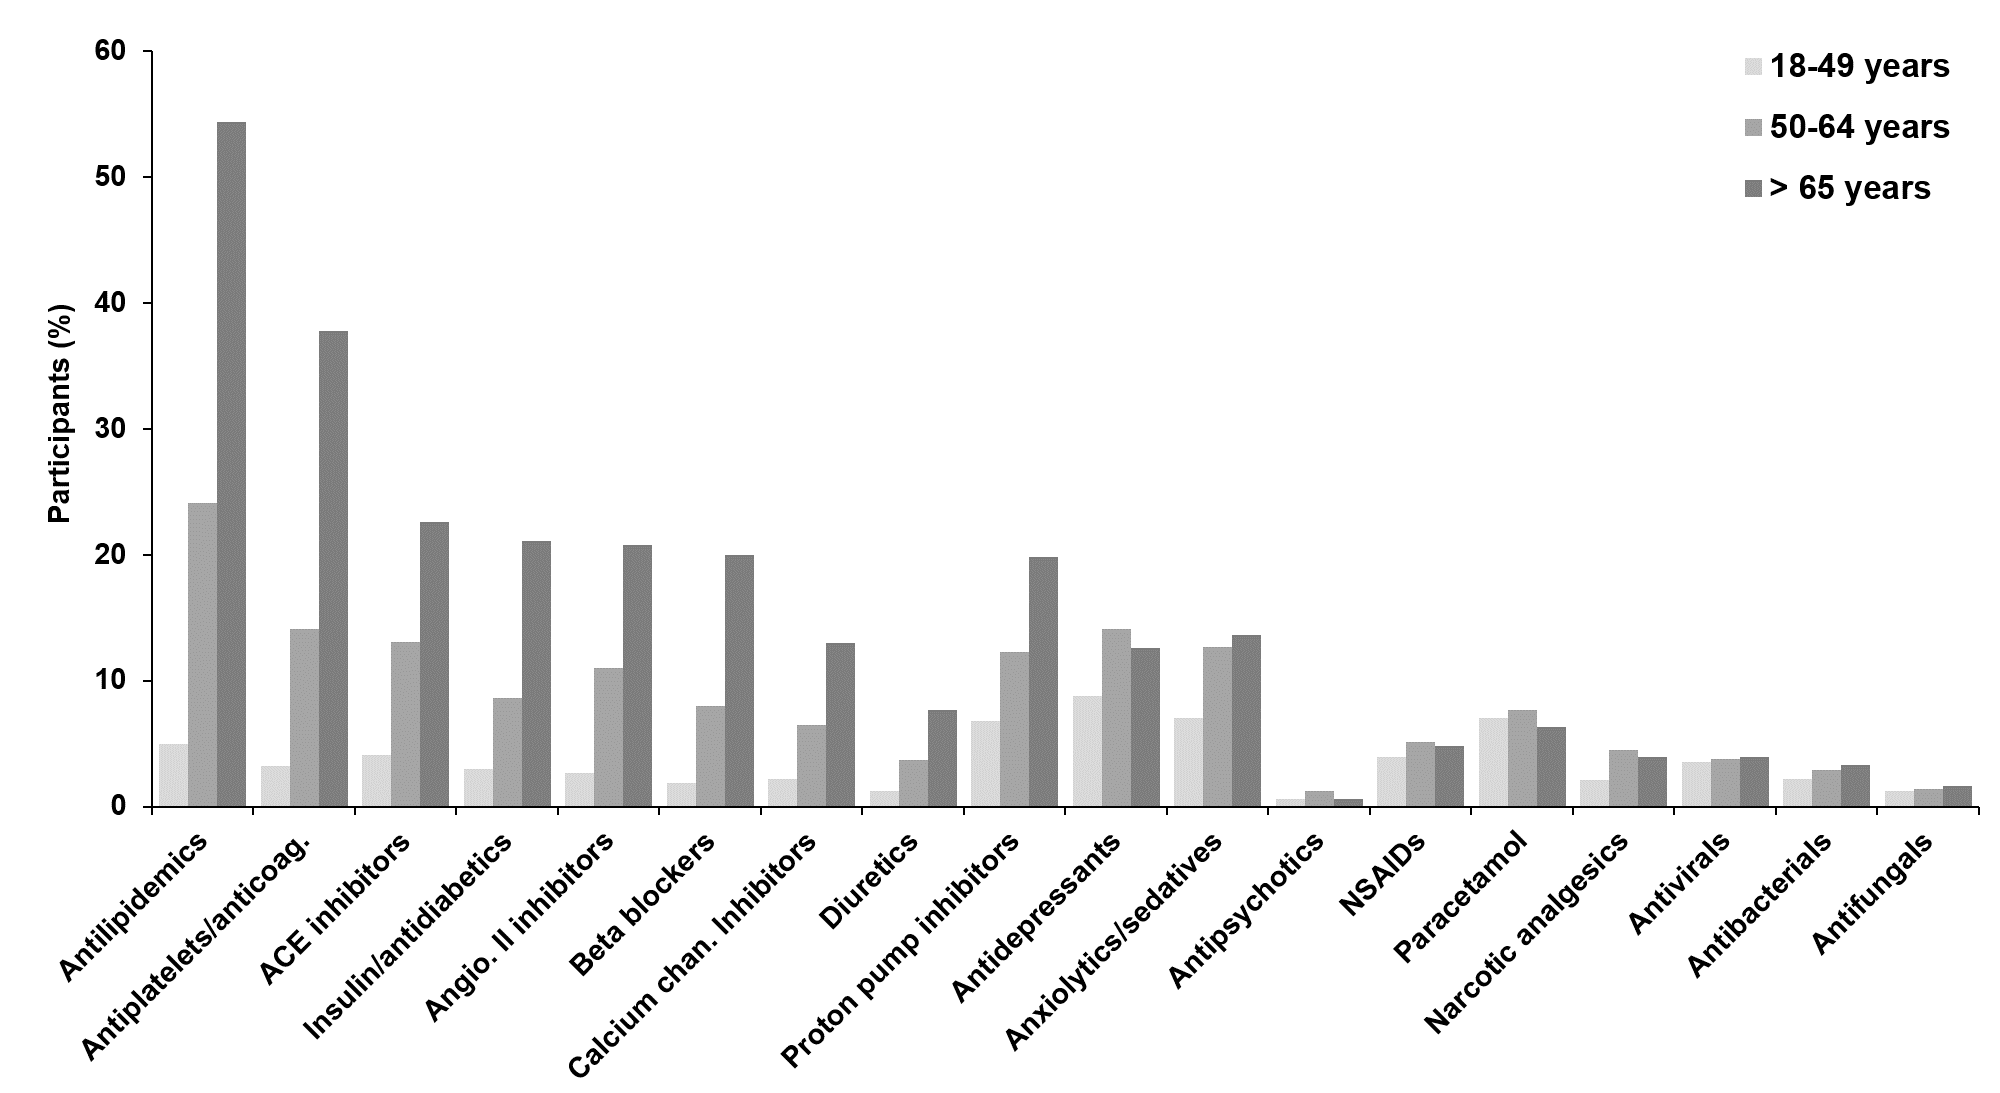 60
50
40
30
20
10
0
Participants (%)
18-49 years
50-64 years
> 65 years
Antilipidemics
Antiplatelets/anticoag.
ACE inhibitors
Insulin/antidiabetics
Angio. II inhibitors
Beta blockers
Calcium chan. Inhibitors
Diuretics
Proton pump inhibitors
Antidepressants
Anxiolytics/sedatives
Antipsychotics
NSAIDs
Paracetamol
Narcotic analgesics
Antivirals
Antibacterials
Antifungals